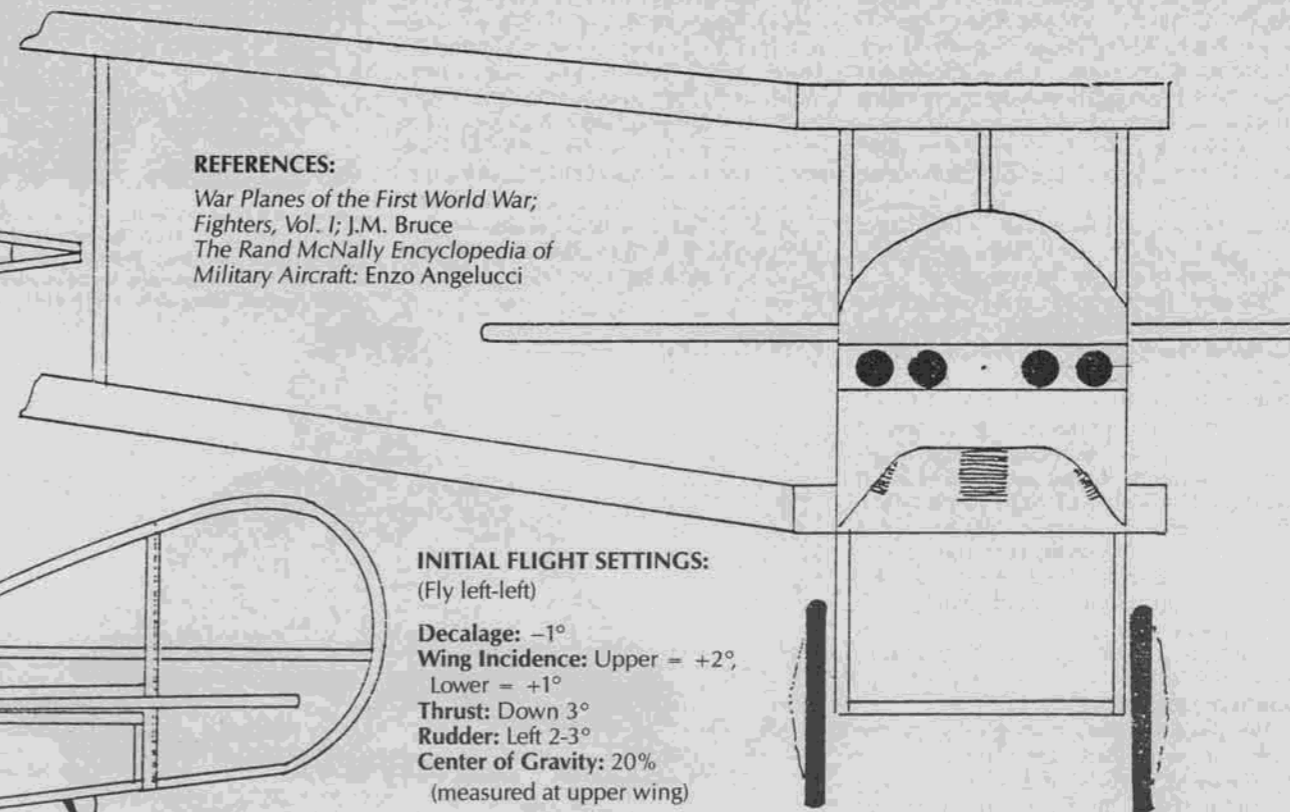 REFERENCES:
War Planes of the First World War;
Fighters, Vol. I; J.M. Bruce
The Rand McNally Encyclopedia of
Military Aircraft: Enzo Angelucci
INITIAL FLIGHT SETTINGS:
(Fly left-left)
Decalage: −1°
Wing Incidence: Upper = +2°,
Lower = +1°
Thrust: Down 3°
Rudder: Left 2-3°
Center of Gravity: 20%
(measured at upper wing)